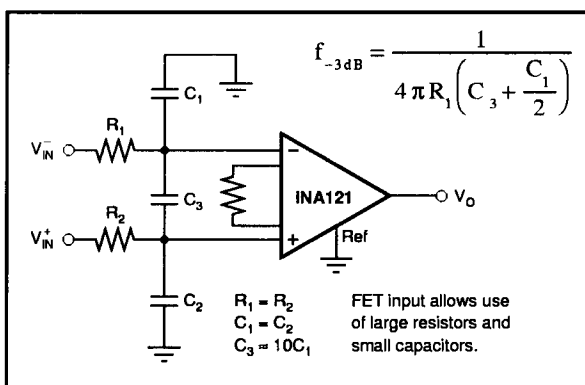 f-3dB = 1 / 4πR1(C3 + C1/2)
C1
R1
V-IN
C3
INA121
VO
R2
V+IN
Ref
C2
R1 = R2
C1 = C2
C3 = 10C1
FET input allows use
of large resistors and
small capacitors.
−
+